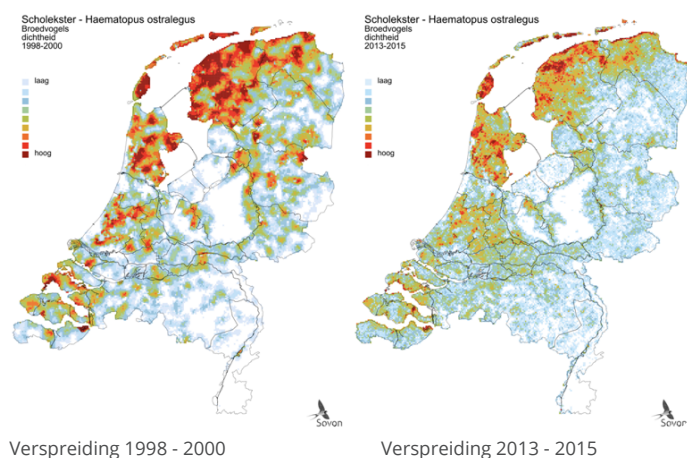 Scholekster - Haematopus ostralegus
Broedvogels
dichtheid
1998-2000
laag
hoog
Sovon
Verspreiding 1998 - 2000
Scholekster - Haematopus ostralegus
Broedvogels
dichtheid
2013-2015
laag
hoog
Sovon
Verspreiding 2013 - 2015